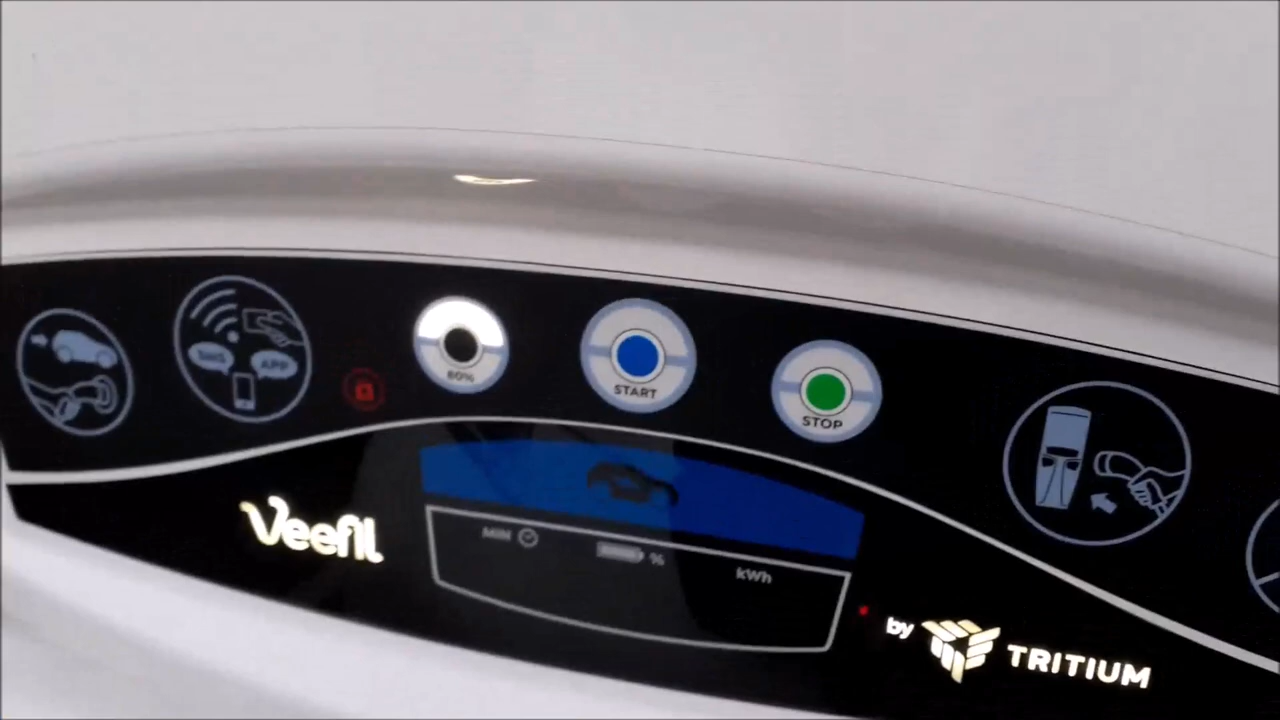 SMS
APP
80%
START
STOP
Veefil
MIN
%
kWh
by TRITIUM